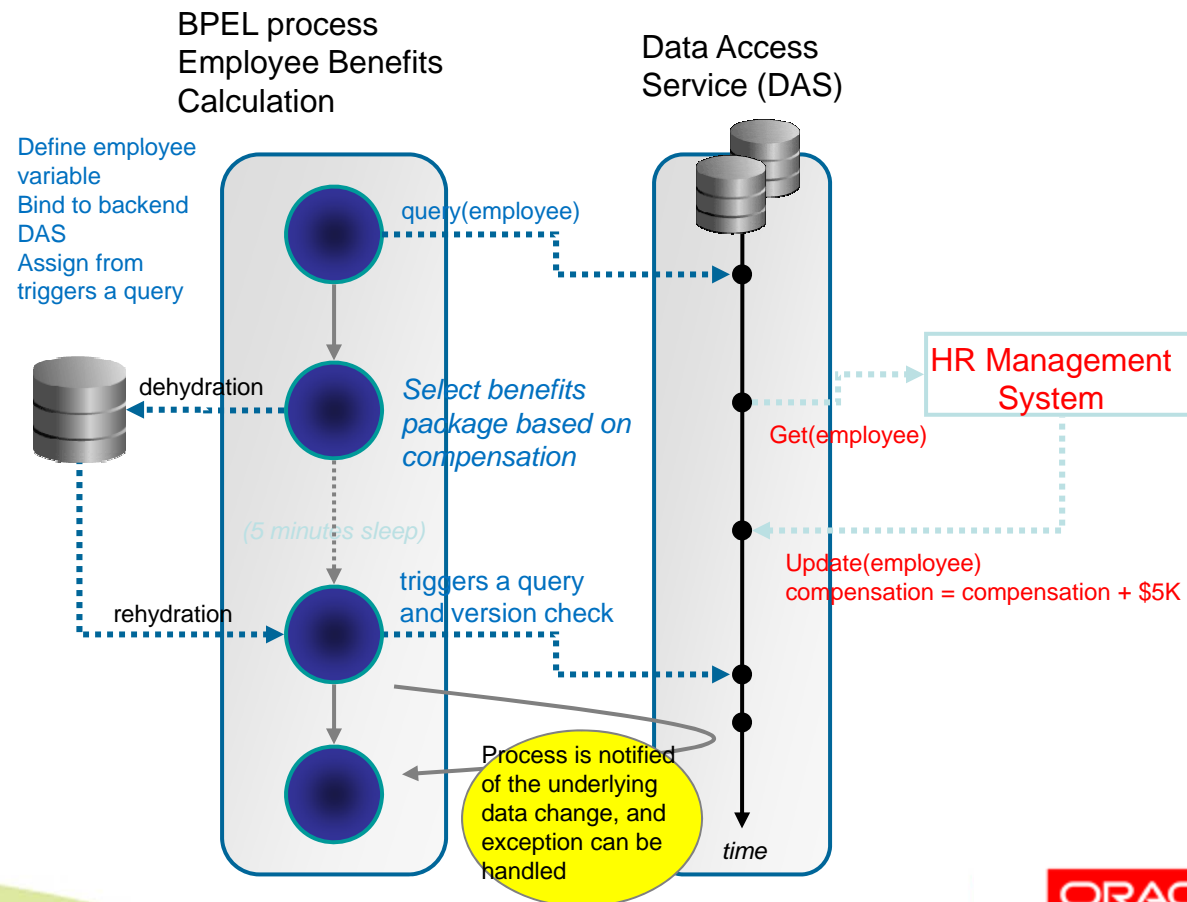 BPEL process
Employee Benefits
Calculation
Data Access
Service (DAS)
Define employee
variable
Bind to backend
DAS
Assign from
triggers a query
query(employee)
dehydration
Select benefits
package based on
compensation
HR Management
System
Get(employee)
(5 minutes sleep)
Update(employee)
compensation = compensation + $5K
triggers a query
and version check
rehydration
Process is notified
of the underlying
data change, and
exception can be
handled
time